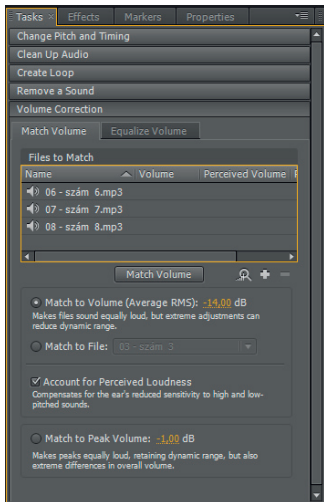 Tasks × Effects Markers Properties
Change Pitch and Timing
Clean Up Audio
Create Loop
Remove a Sound
Volume Correction
Match Volume Equalize Volume
Files to Match
Name Volume Perceived Volume
06 - szám 6.mp3
07 - szám 7.mp3
08 - szám 8.mp3
Match Volume
Match to Volume (Average RMS): -14,00 dB
Makes files sound equally loud, but extreme adjustments can
reduce dynamic range.
Match to File: 03 - szám 3
Account for Perceived Loudness
Compensates for the ear's reduced sensitivity to high and low-
pitched sounds.
Match to Peak Volume: -1,00 dB
Makes peaks equally loud, retaining dynamic range, but also
extreme differences in overall volume.